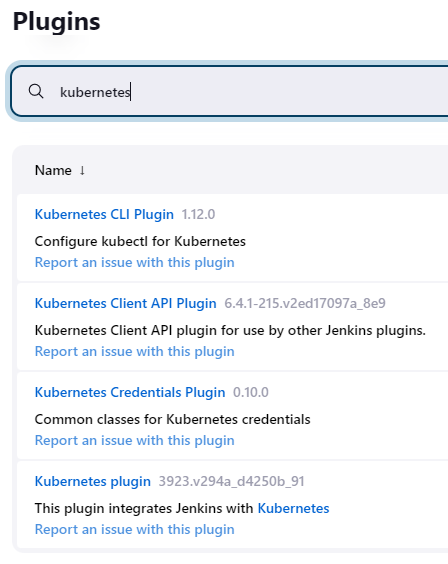 Plugins
kubernetes
Name ↓
Kubernetes CLI Plugin 1.12.0
Configure kubectl for Kubernetes
Report an issue with this plugin
Kubernetes Client API Plugin 6.4.1-215.v2ed17097a_8e9
Kubernetes Client API plugin for use by other Jenkins plugins.
Report an issue with this plugin
Kubernetes Credentials Plugin 0.10.0
Common classes for Kubernetes credentials
Report an issue with this plugin
Kubernetes plugin 3923.v294a_d4250b_91
This plugin integrates Jenkins with Kubernetes
Report an issue with this plugin